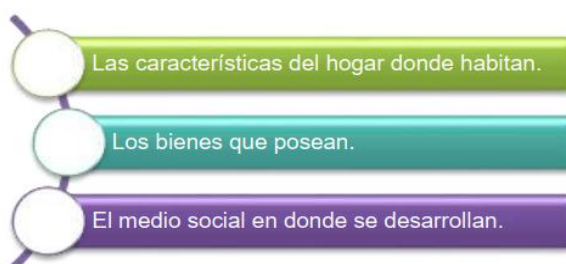 Las características del hogar donde habitan.
Los bienes que posean.
El medio social en donde se desarrollan.